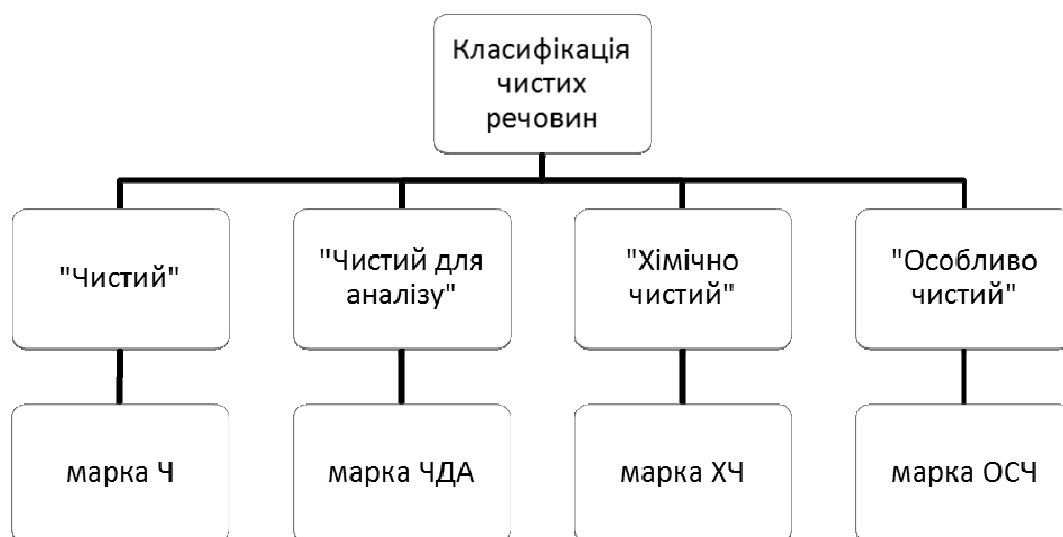 Класифікація
чистих
речовин
"Чистий"
"Чистий для
аналізу"
"Хімічно
чистий"
"Особливо
чистий"
марка Ч
марка ЧДА
марка ХЧ
марка ОСЧ